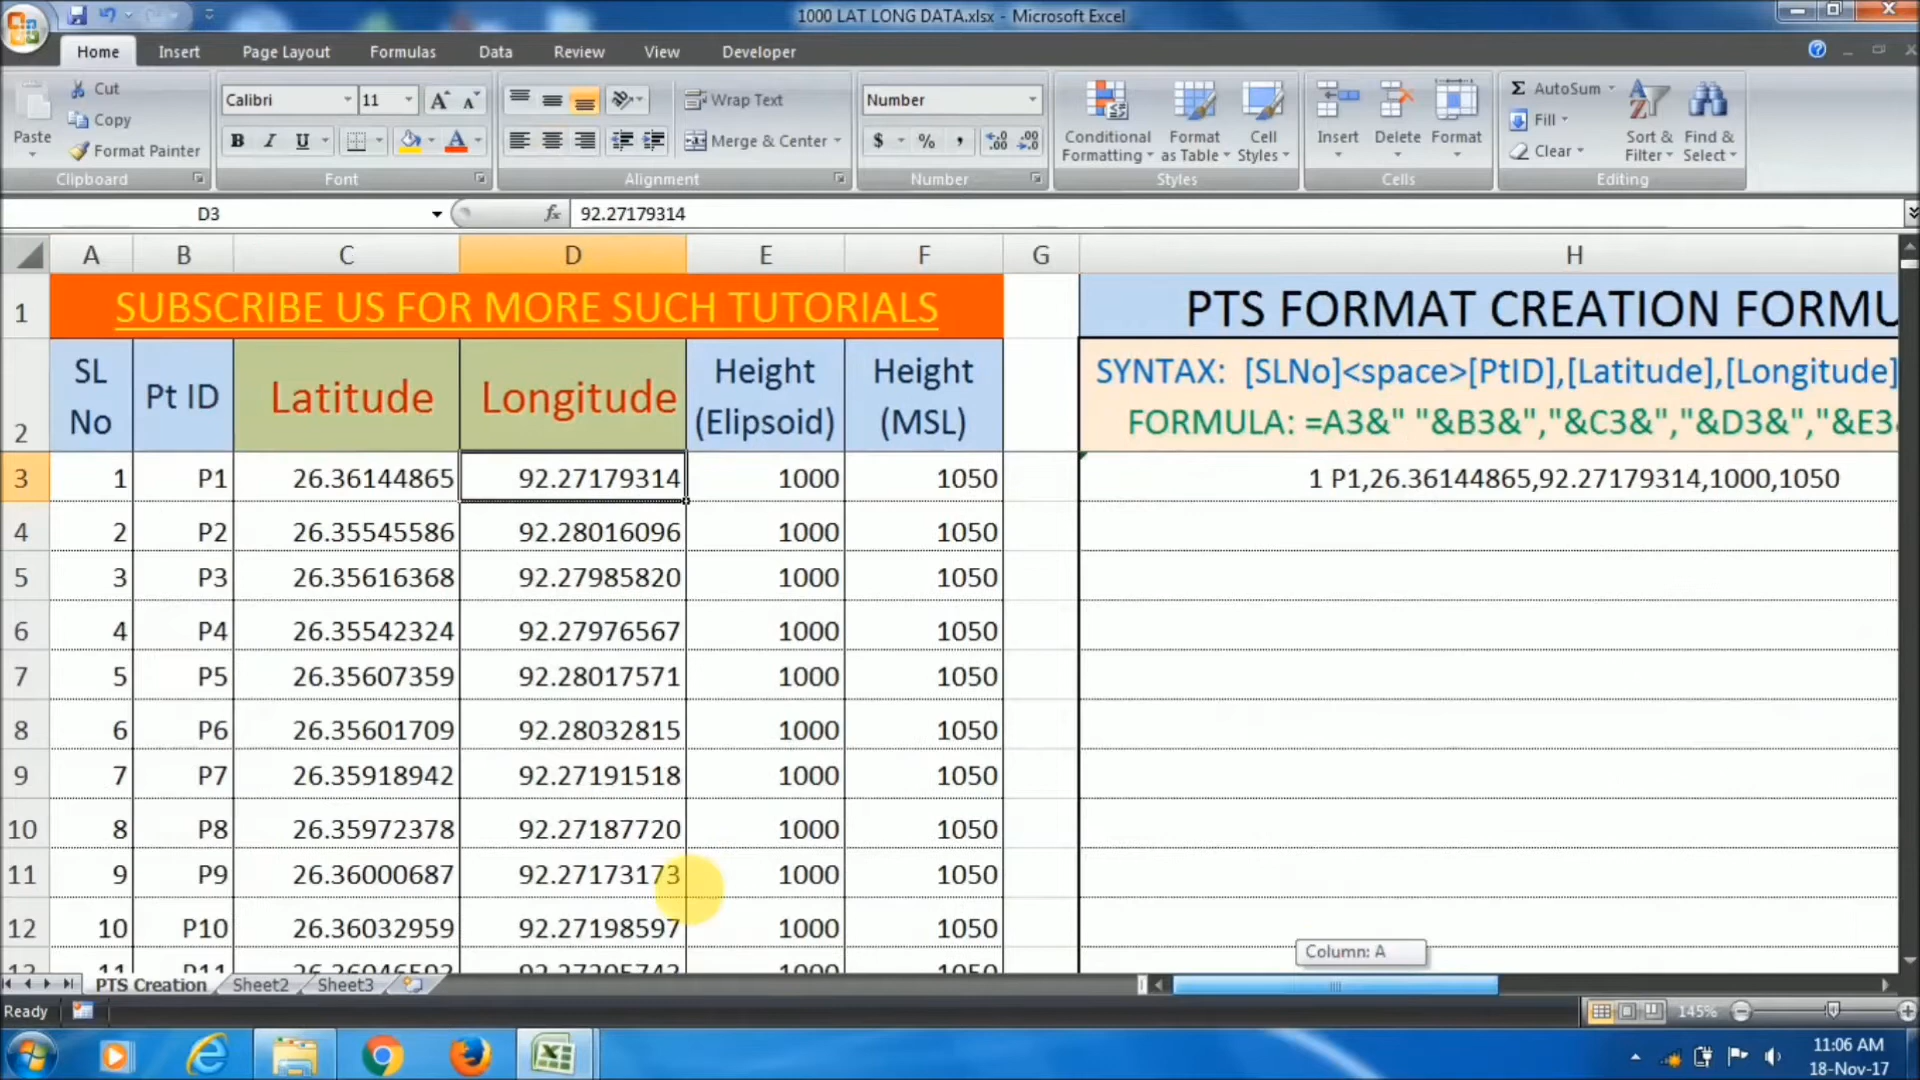 1000 LAT LONG DATA.xlsx - Microsoft Excel
Home Insert Page Layout Formulas Data Review View Developer
Paste
Cut
Copy
Format Painter
Clipboard
Calibri 11
B I U
Font
Wrap Text
Merge & Center
Alignment
Number
$ % ,
Number
Conditional Formatting
Format as Table
Cell Styles
Styles
Insert Delete Format
Cells
Σ AutoSum
Fill
Clear
Sort & Filter
Find & Select
Editing
D3 fx 92.27179314
A B C D E F G H
1 SUBSCRIBE US FOR MORE SUCH TUTORIALS PTS FORMAT CREATION FORMU
2 SL No Pt ID Latitude Longitude Height (Elipsoid) Height (MSL)
SYNTAX: [SLNo]<space>[PtID],[Latitude],[Longitude]
FORMULA: =A3&" "&B3&","&C3&","&D3&","&E3&
3 1 P1 26.36144865 92.27179314 1000 1050 1 P1,26.36144865,92.27179314,1000,1050
4 2 P2 26.35545586 92.28016096 1000 1050
5 3 P3 26.35616368 92.27985820 1000 1050
6 4 P4 26.35542324 92.27976567 1000 1050
7 5 P5 26.35607359 92.28017571 1000 1050
8 6 P6 26.35601709 92.28032815 1000 1050
9 7 P7 26.35918942 92.27191518 1000 1050
10 8 P8 26.35972378 92.27187720 1000 1050
11 9 P9 26.36000687 92.27173173 1000 1050
12 10 P10 26.36032959 92.27198597 1000 1050
Column: A
PTS Creation Sheet2 Sheet3
Ready 145%
11:06 AM
18-Nov-17